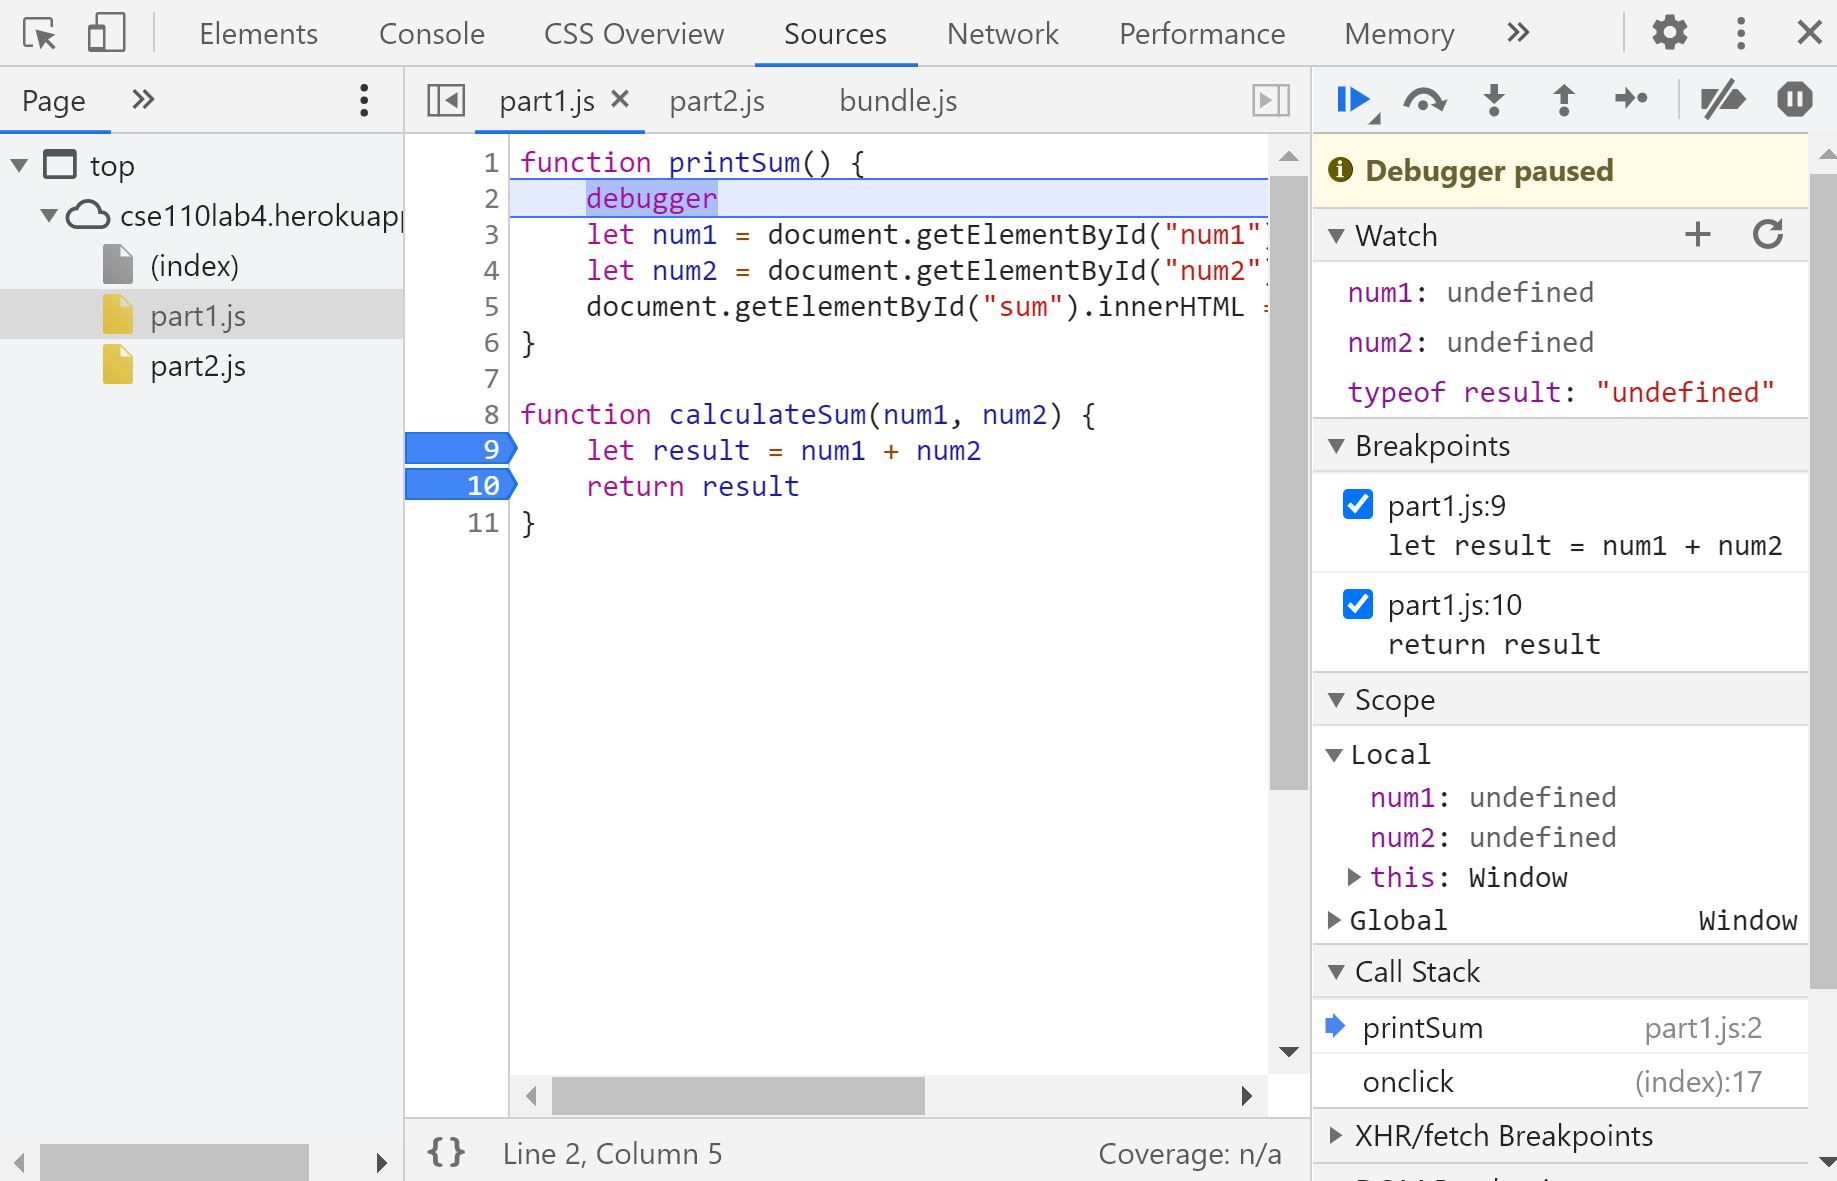 Elements Console CSS Overview Sources Network Performance Memory
Page
part1.js part2.js bundle.js
top
cse110lab4.herokuapp
(index)
part1.js
part2.js
1 function printSum() {
2 debugger
3 let num1 = document.getElementById("num1")
4 let num2 = document.getElementById("num2")
5 document.getElementById("sum").innerHTML =
6 }
7
8 function calculateSum(num1, num2) {
9 let result = num1 + num2
10 return result
11 }
{} Line 2, Column 5 Coverage: n/a
Debugger paused
Watch
num1: undefined
num2: undefined
typeof result: "undefined"
Breakpoints
part1.js:9
let result = num1 + num2
part1.js:10
return result
Scope
Local
num1: undefined
num2: undefined
this: Window
Global Window
Call Stack
printSum part1.js:2
onclick (index):17
XHR/fetch Breakpoints